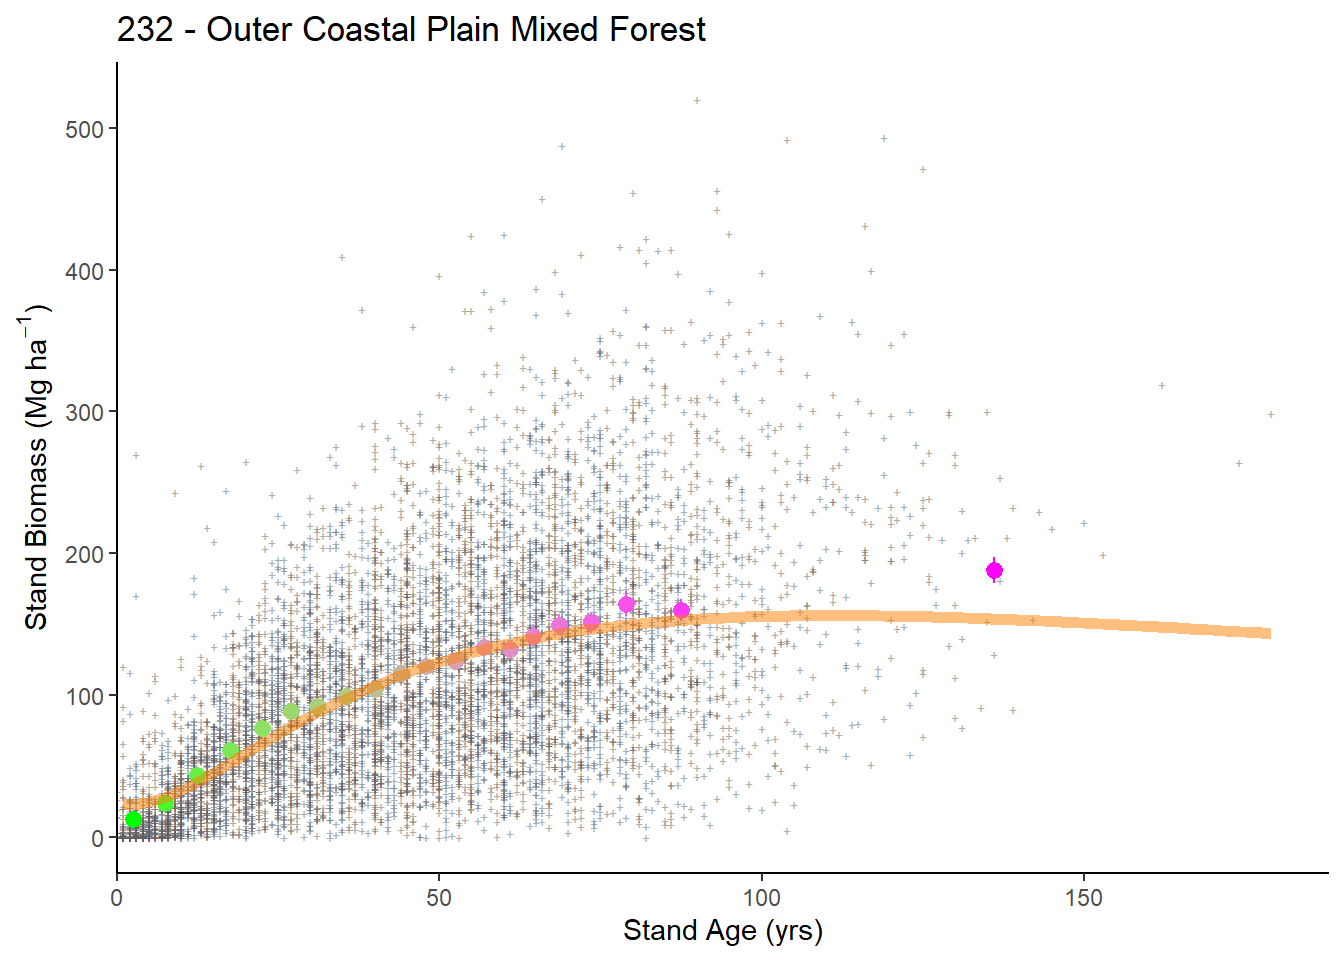 232 - Outer Coastal Plain Mixed Forest
Stand Biomass (Mg ha⁻¹)
500
400
300
200
100
0
0 50 100 150
Stand Age (yrs)